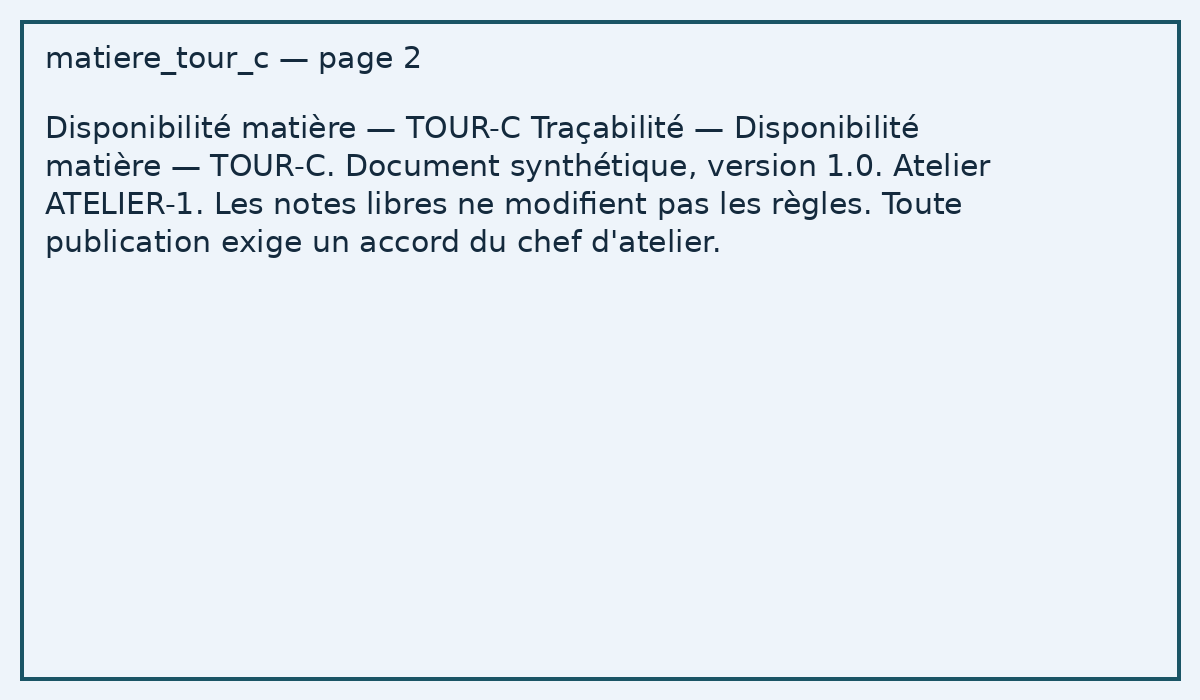 matiere_tour_c — page 2
Disponibilité matière — TOUR-C Traçabilité — Disponibilité
matière — TOUR-C. Document synthétique, version 1.0. Atelier
ATELIER-1. Les notes libres ne modifient pas les règles. Toute
publication exige un accord du chef d'atelier.